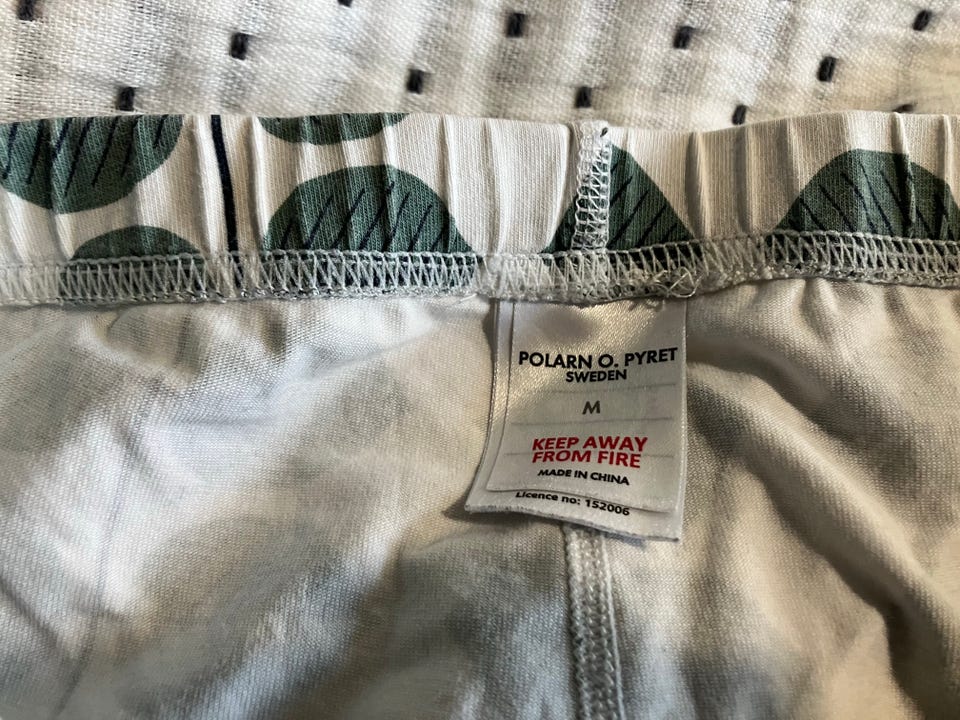 POLARN O. PYRET
SWEDEN
M
KEEP AWAY
FROM FIRE
MADE IN CHINA
Licence no: 152006